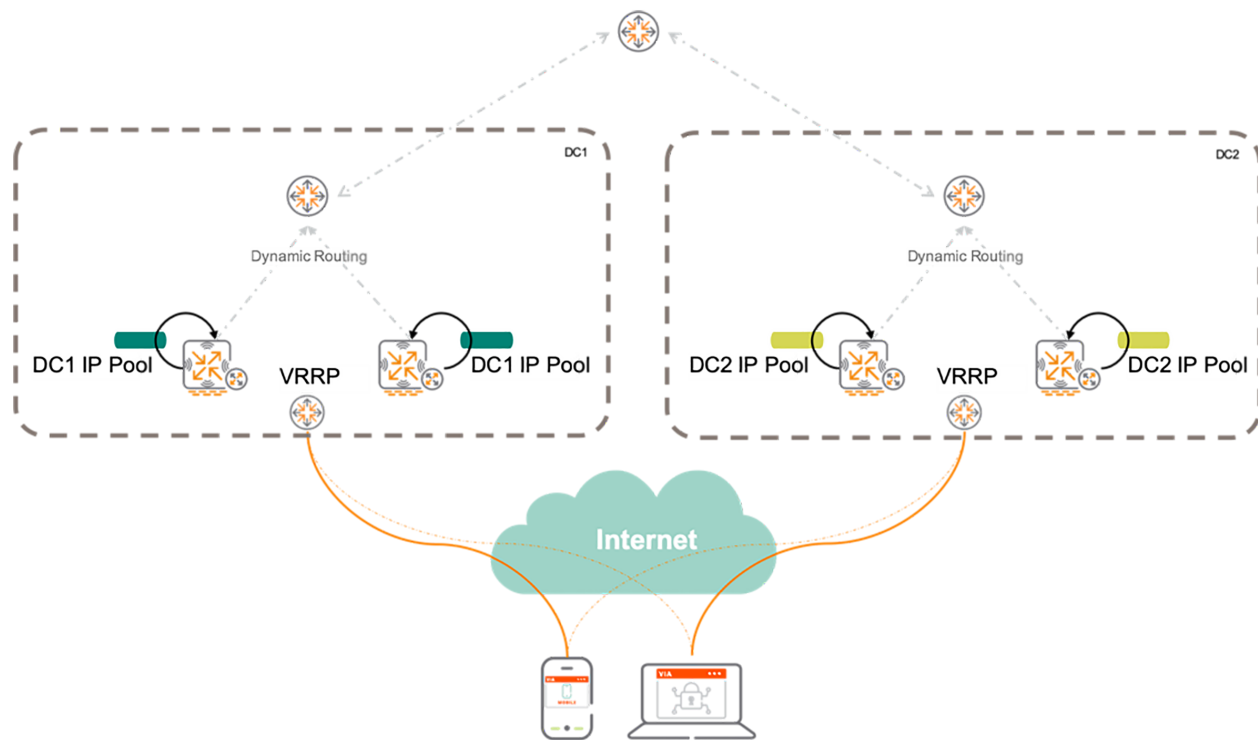 DC1
DC2
Dynamic Routing
Dynamic Routing
DC1 IP Pool
DC1 IP Pool
DC2 IP Pool
DC2 IP Pool
VRRP
VRRP
Internet
VIA
MOBILE
VIA